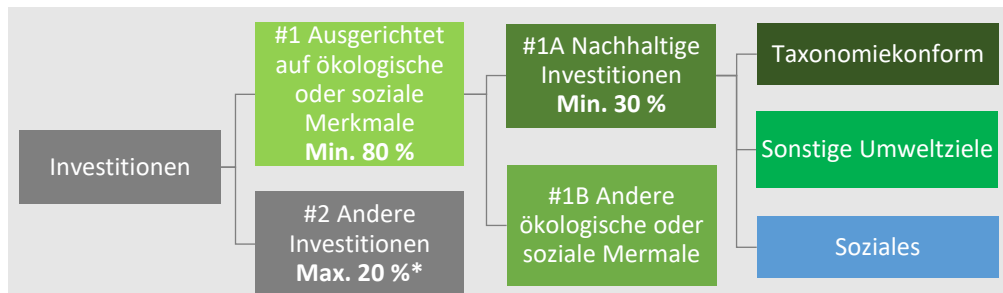 Investitionen
#1 Ausgerichtet
auf ökologische
oder soziale
Merkmale
Min. 80 %
#2 Andere
Investitionen
Max. 20 %*
#1A Nachhaltige
Investitionen
Min. 30 %
#1B Andere
ökologische oder
soziale Mermale
Taxonomiekonform
Sonstige Umweltziele
Soziales